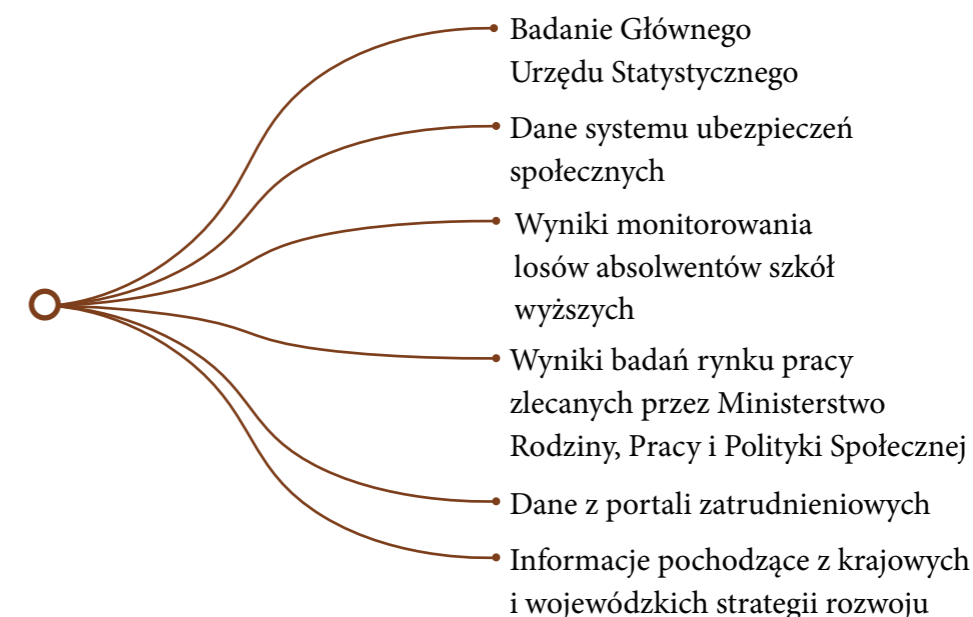 Badanie Głównego
Urzędu Statystycznego
Dane systemu ubezpieczeń
społecznych
Wyniki monitorowania
losów absolwentów szkół
wyższych
Wyniki badań rynku pracy
zlecanych przez Ministerstwo
Rodziny, Pracy i Polityki Społecznej
Dane z portali zatrudnieniowych
Informacje pochodzące z krajowych
i wojewódzkich strategii rozwoju